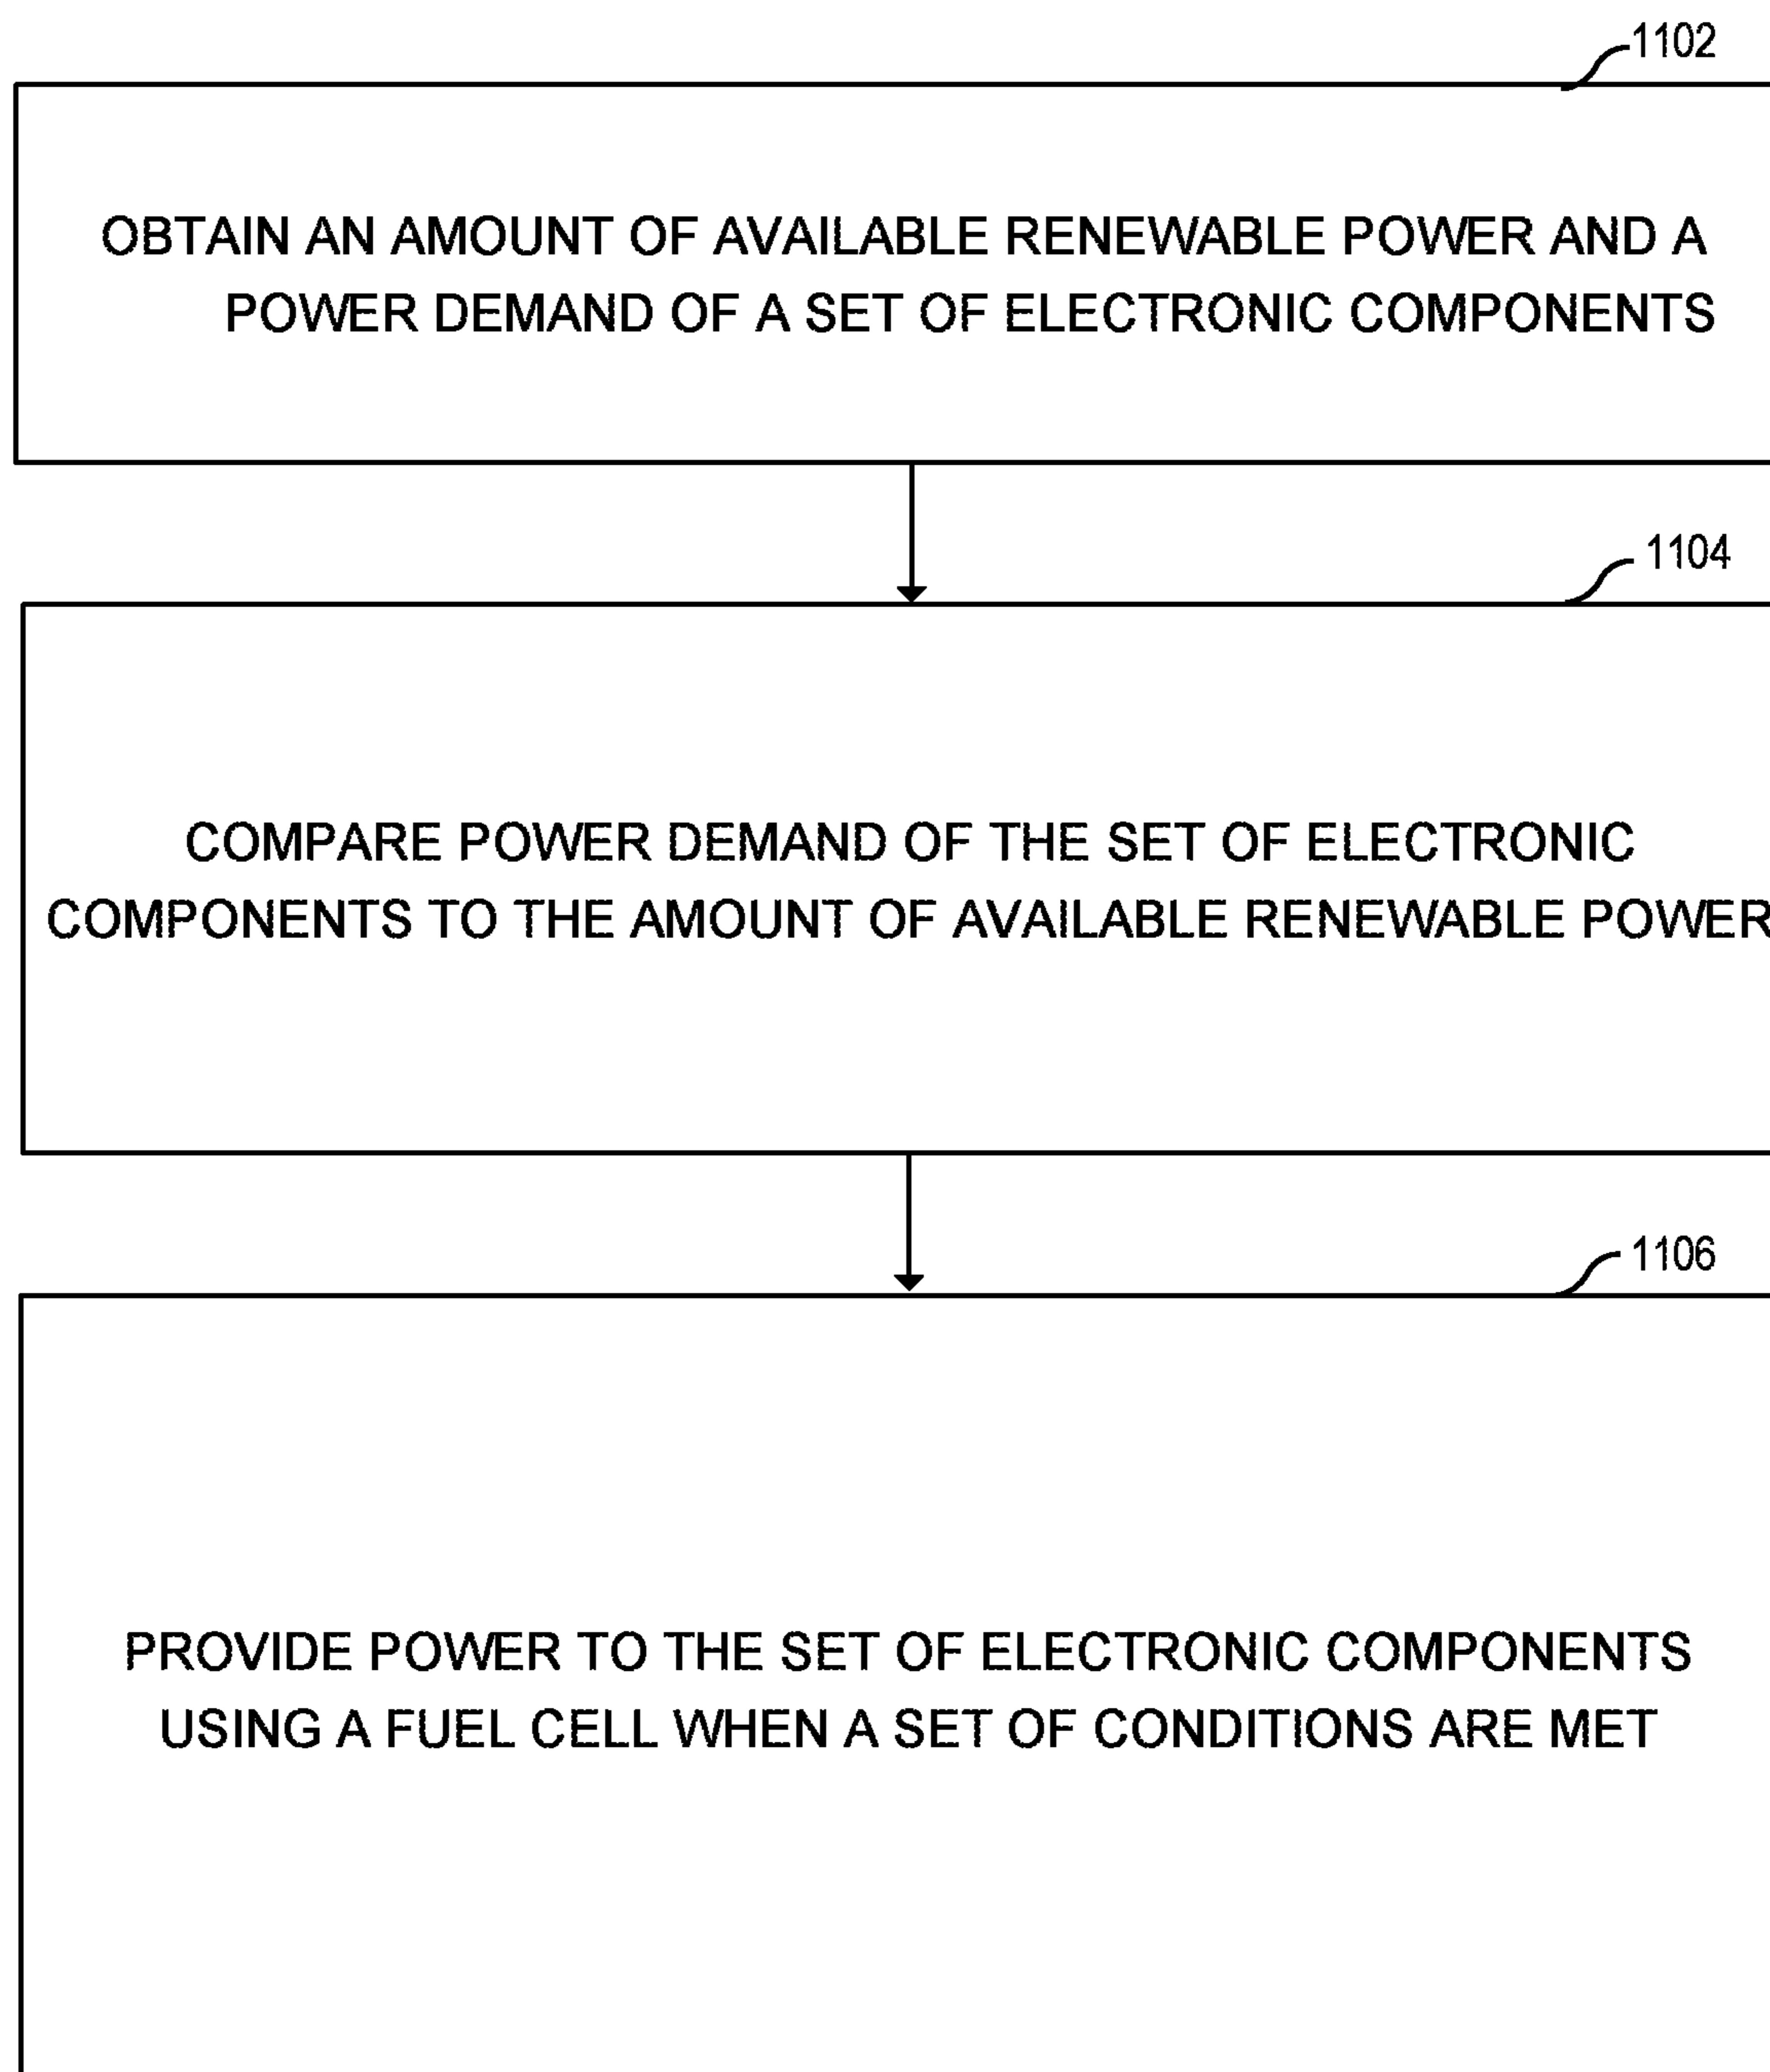 1102
OBTAIN AN AMOUNT OF AVAILABLE RENEWABLE POWER AND A
POWER DEMAND OF A SET OF ELECTRONIC COMPONENTS
1104
COMPARE POWER DEMAND OF THE SET OF ELECTRONIC
COMPONENTS TO THE AMOUNT OF AVAILABLE RENEWABLE POWER
1106
PROVIDE POWER TO THE SET OF ELECTRONIC COMPONENTS
USING A FUEL CELL WHEN A SET OF CONDITIONS ARE MET